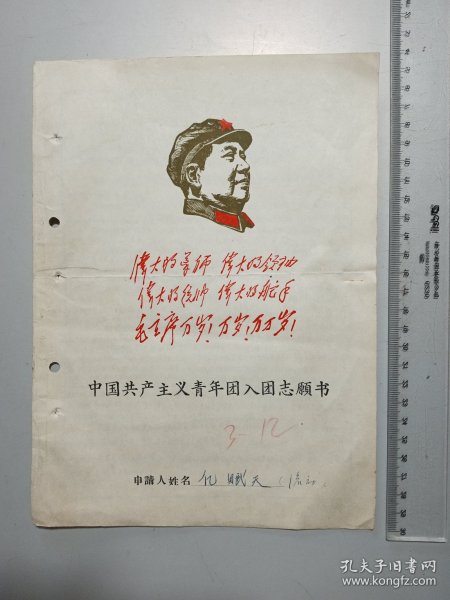 伟大的导师 伟大的领袖
伟大的统帅 伟大的舵手
毛主席万岁!万岁!万万岁!
中国共产主义青年团入团志願书
3-12
申請人姓名
孔夫子旧书网
www.kongfz.com